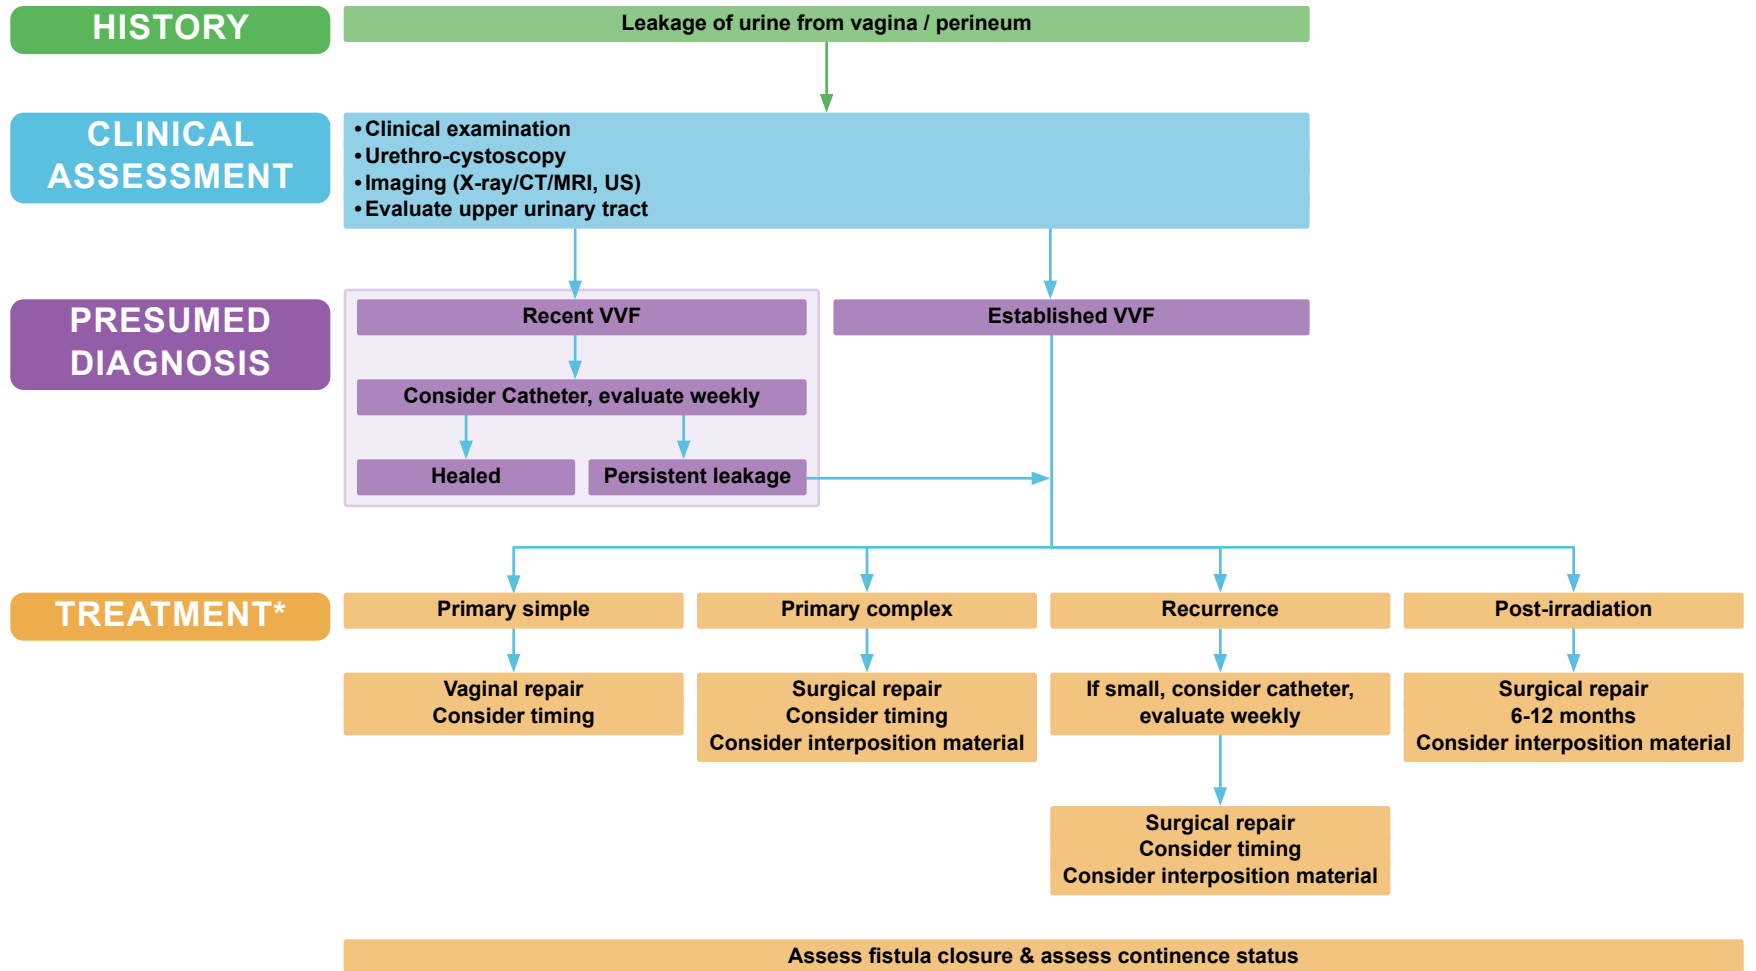 HISTORY
Leakage of urine from vagina / perineum
CLINICAL
ASSESSMENT
• Clinical examination
• Urethro-cystoscopy
• Imaging (X-ray/CT/MRI, US)
• Evaluate upper urinary tract
PRESUMED
DIAGNOSIS
Recent VVF
Established VVF
Consider Catheter, evaluate weekly
Healed
Persistent leakage
TREATMENT*
Primary simple
Primary complex
Recurrence
Post-irradiation
Vaginal repair
Consider timing
Surgical repair
Consider timing
Consider interposition material
If small, consider catheter,
evaluate weekly
Surgical repair
6-12 months
Consider interposition material
Surgical repair
Consider timing
Consider interposition material
Assess fistula closure & assess continence status